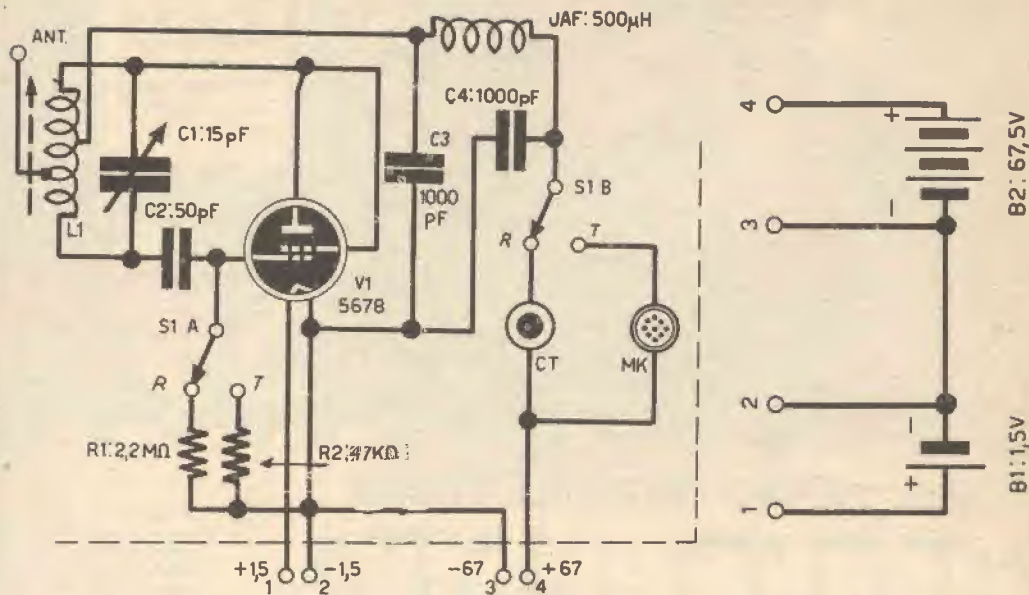 JAF:500µH
ANT.
C4:1000pF
C1:15pF
C3
1000
PF
C2:50pF
L1
V1
5678
S1 A
R
T
S1 B
R
T
CT
MK
R1:2,2MΩ
R2:47KΩ
+1,5
-1,5
-67
+67
1
2
3
4
4
+
B2:67,5V
3
-
2
-
B1:1,5V
1
+